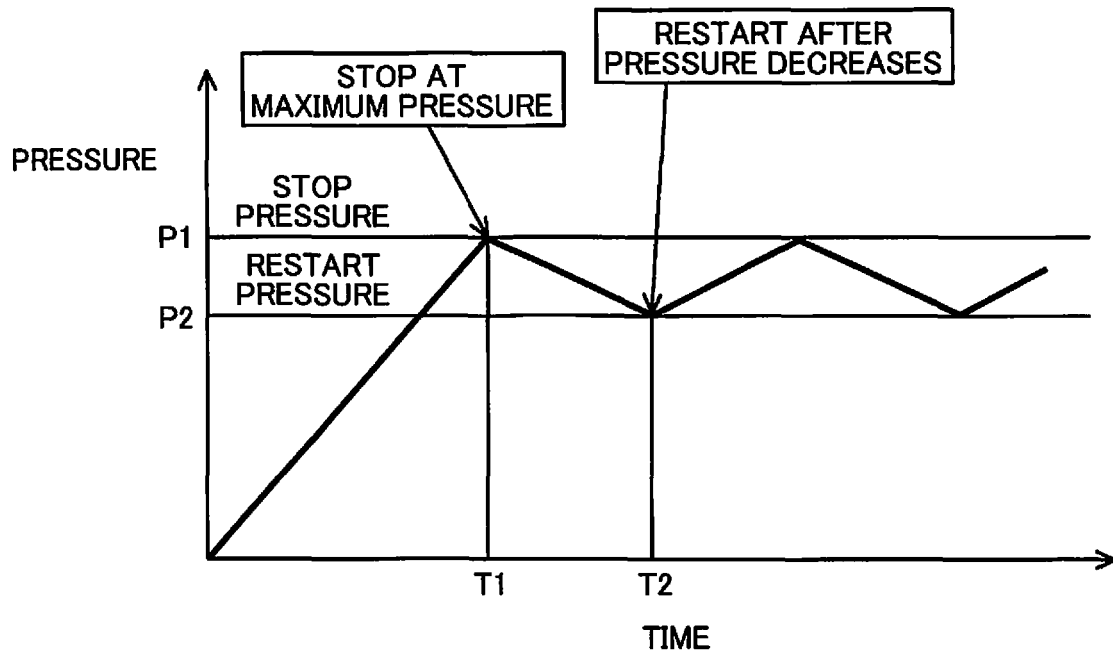 RESTART AFTER
PRESSURE DECREASES
STOP AT
MAXIMUM PRESSURE
PRESSURE
STOP
PRESSURE
P1
RESTART
PRESSURE
P2
T1
T2
TIME